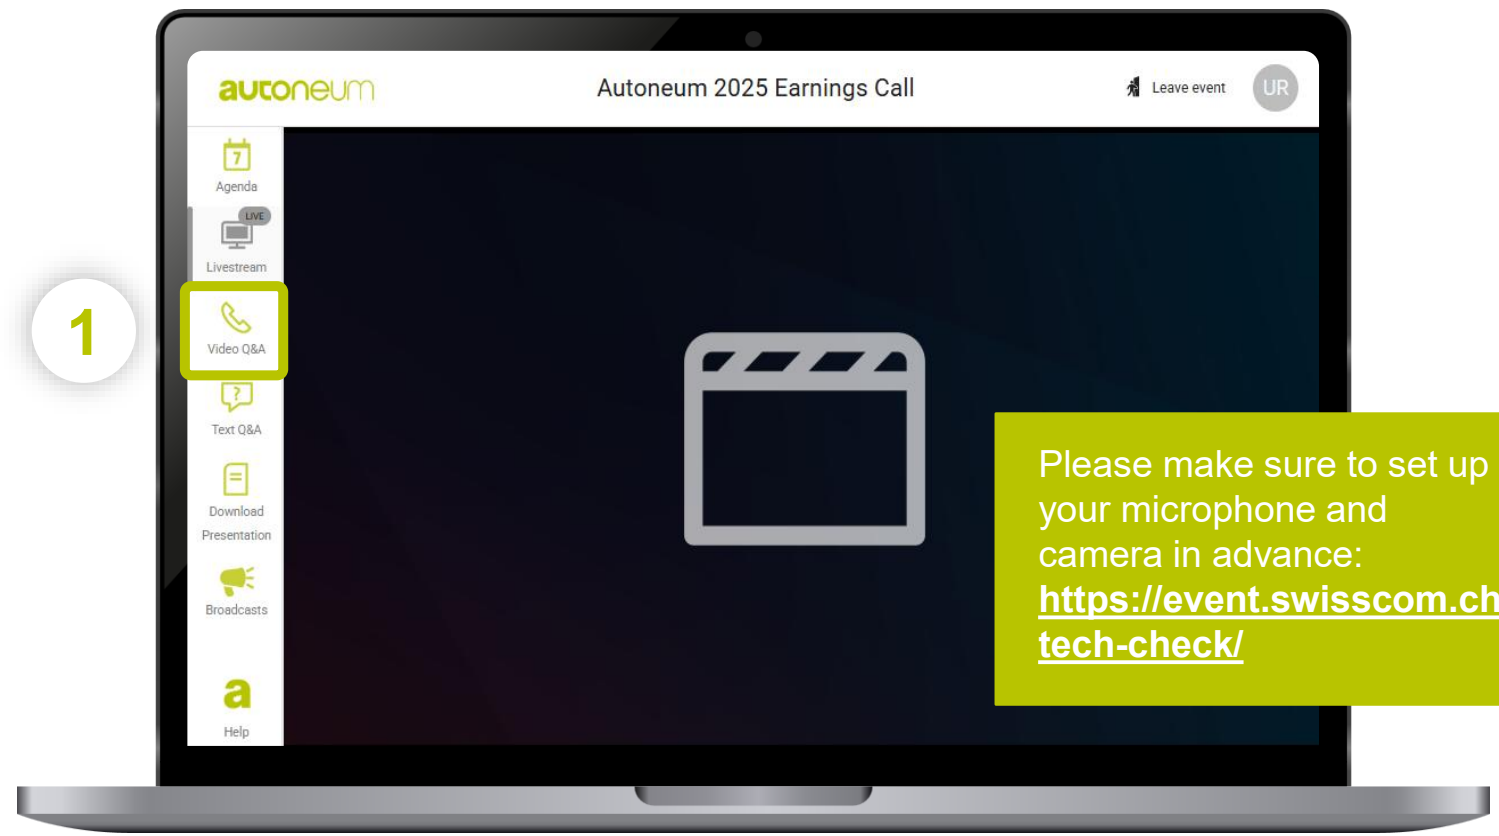 autoneum
Autoneum 2025 Earnings Call
Leave event
UR
7
Agenda
LIVE
Livestream
1
Video Q&A
?
Text Q&A
Download
Presentation
Broadcasts
a
Help
Please make sure to set up
your microphone and
camera in advance:
https://event.swisscom.ch
tech-check/